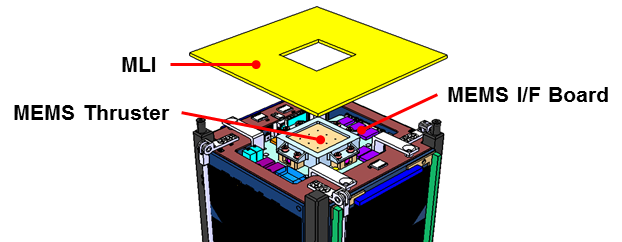 MLI
MEMS I/F Board
MEMS Thruster